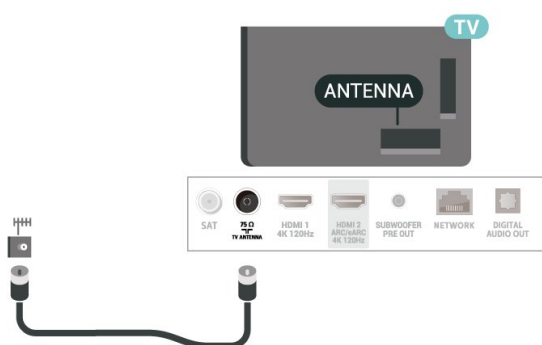 TV
ANTENNA
SAT
75 Ω
TV ANTENNA
HDMI 1
4K 120Hz
HDMI 2
ARC/eARC
4K 120Hz
SUBWOOFER
PRE OUT
NETWORK
DIGITAL
AUDIO OUT